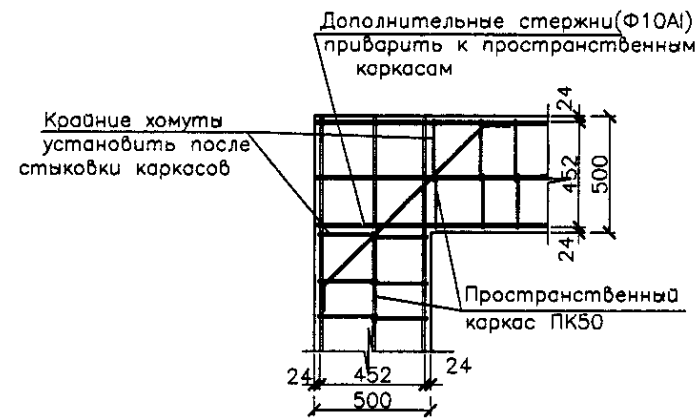 Дополнительные стержни(Ф10АI)
приварить к пространственным
каркасам
Крайние хомуты
установить после
стыковки каркасов
24
452
500
24
Пространственный
каркас ПК50
24
452
24
500